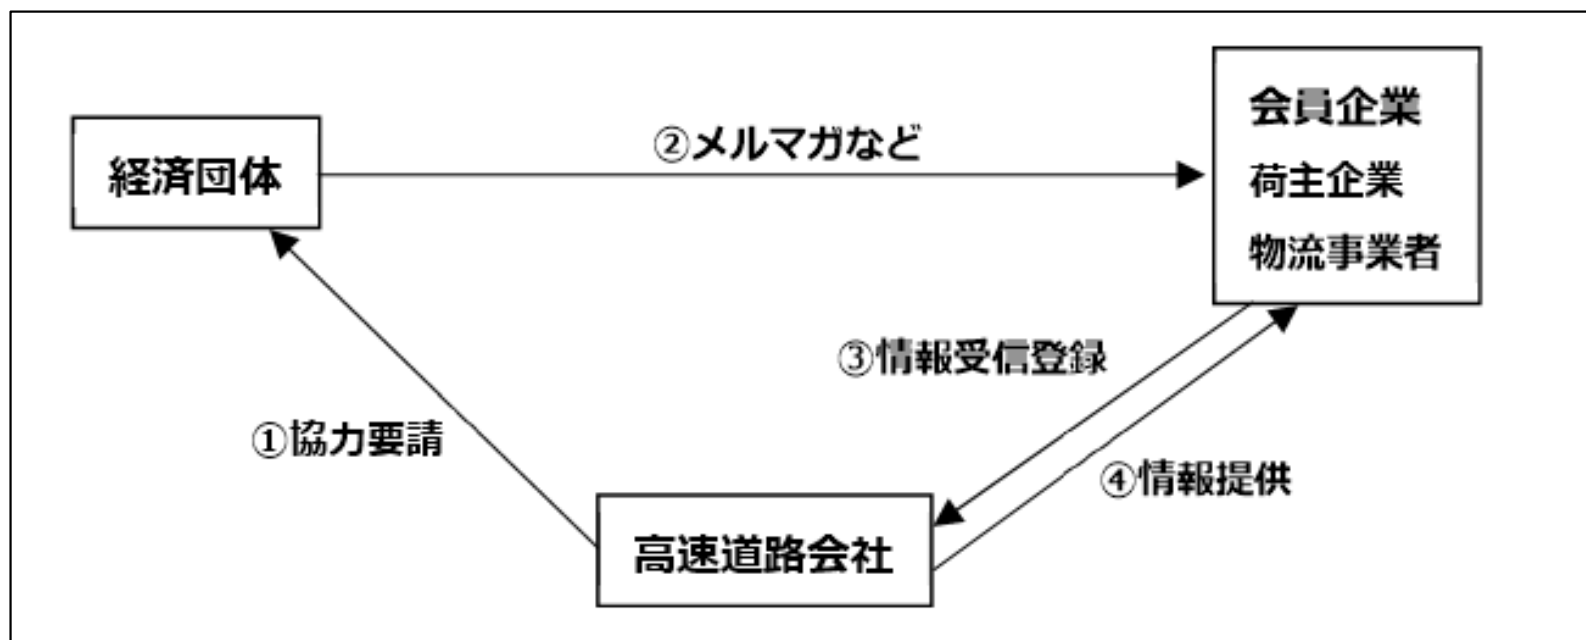 ②メルマガなど
会員企業
経済団体
荷主企業
物流事業者
③情報受信登録
①協力要請
④情報提供
高速道路会社